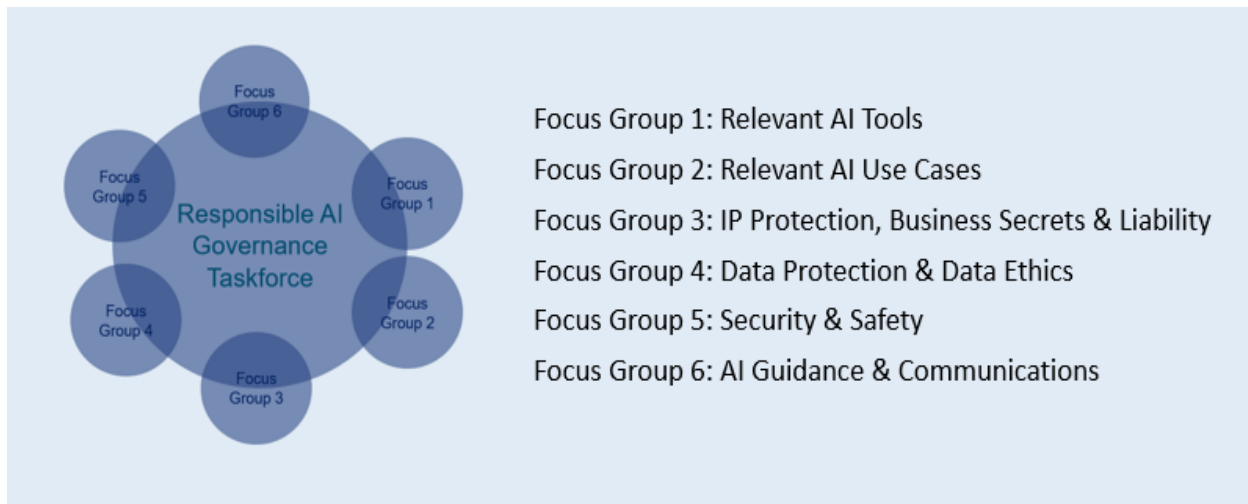 Focus
Group 6
Focus
Group 5
Focus
Group 1
Responsible AI
Governance
Taskforce
Focus
Group 4
Focus
Group 2
Focus
Group 3
Focus Group 1: Relevant AI Tools
Focus Group 2: Relevant AI Use Cases
Focus Group 3: IP Protection, Business Secrets & Liability
Focus Group 4: Data Protection & Data Ethics
Focus Group 5: Security & Safety
Focus Group 6: AI Guidance & Communications